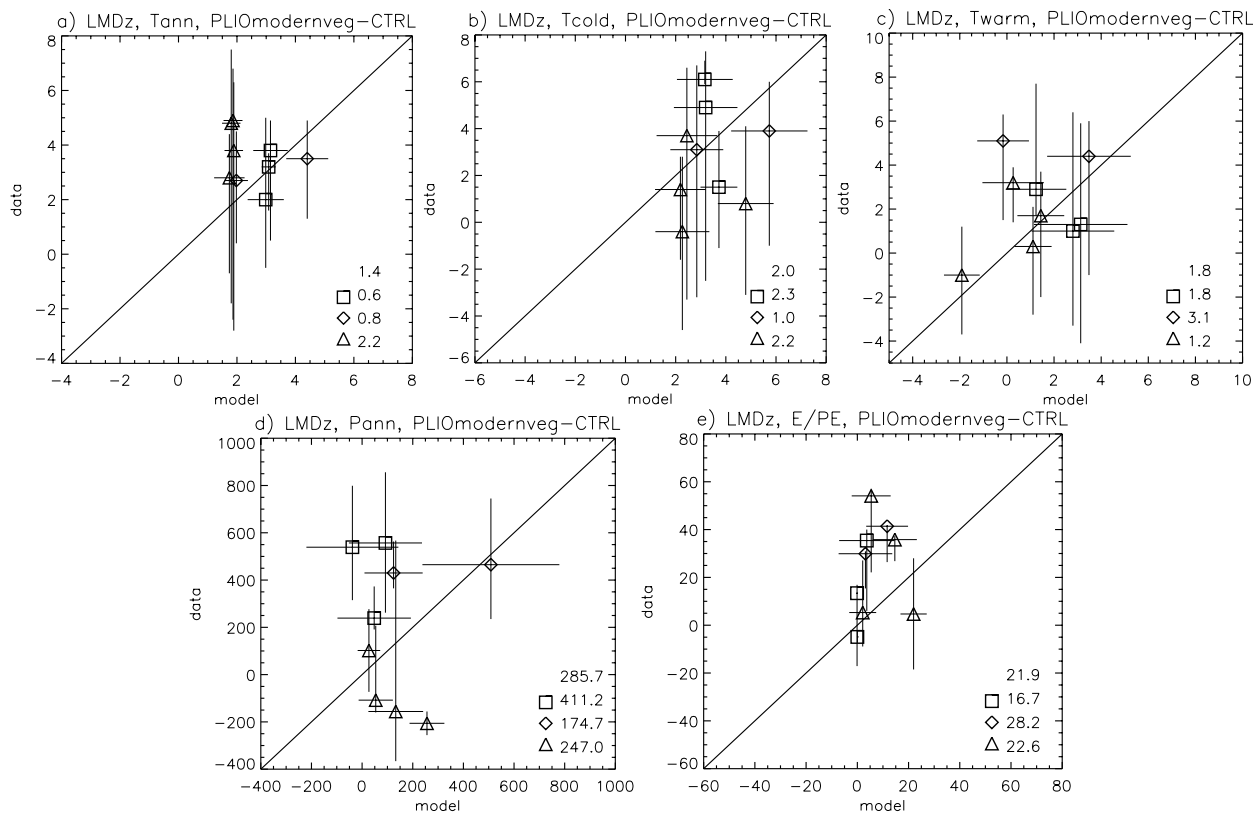 a) LMDz, Tann, PLIOmodernveg-CTRL
8
6
4
2
0
-2
-4
data
1.4
0.6
0.8
2.2
-4 -2 0 2 4 6 8
model
b) LMDz, Tcold, PLIOmodernveg-CTRL
8
6
4
2
0
-2
-4
-6
data
2.0
2.3
1.0
2.2
-6 -4 -2 0 2 4 6 8
model
c) LMDz, Twarm, PLIOmodernveg-CTRL
10
8
6
4
2
0
-2
-4
data
1.8
1.8
3.1
1.2
-4 -2 0 2 4 6 8 10
model
d) LMDz, Pann, PLIOmodernveg-CTRL
1000
800
600
400
200
0
-200
-400
data
285.7
411.2
174.7
247.0
-400 -200 0 200 400 600 800 1000
model
e) LMDz, E/PE, PLIOmodernveg-CTRL
80
60
40
20
0
-20
-40
-60
data
21.9
16.7
28.2
22.6
-60 -40 -20 0 20 40 60 80
model